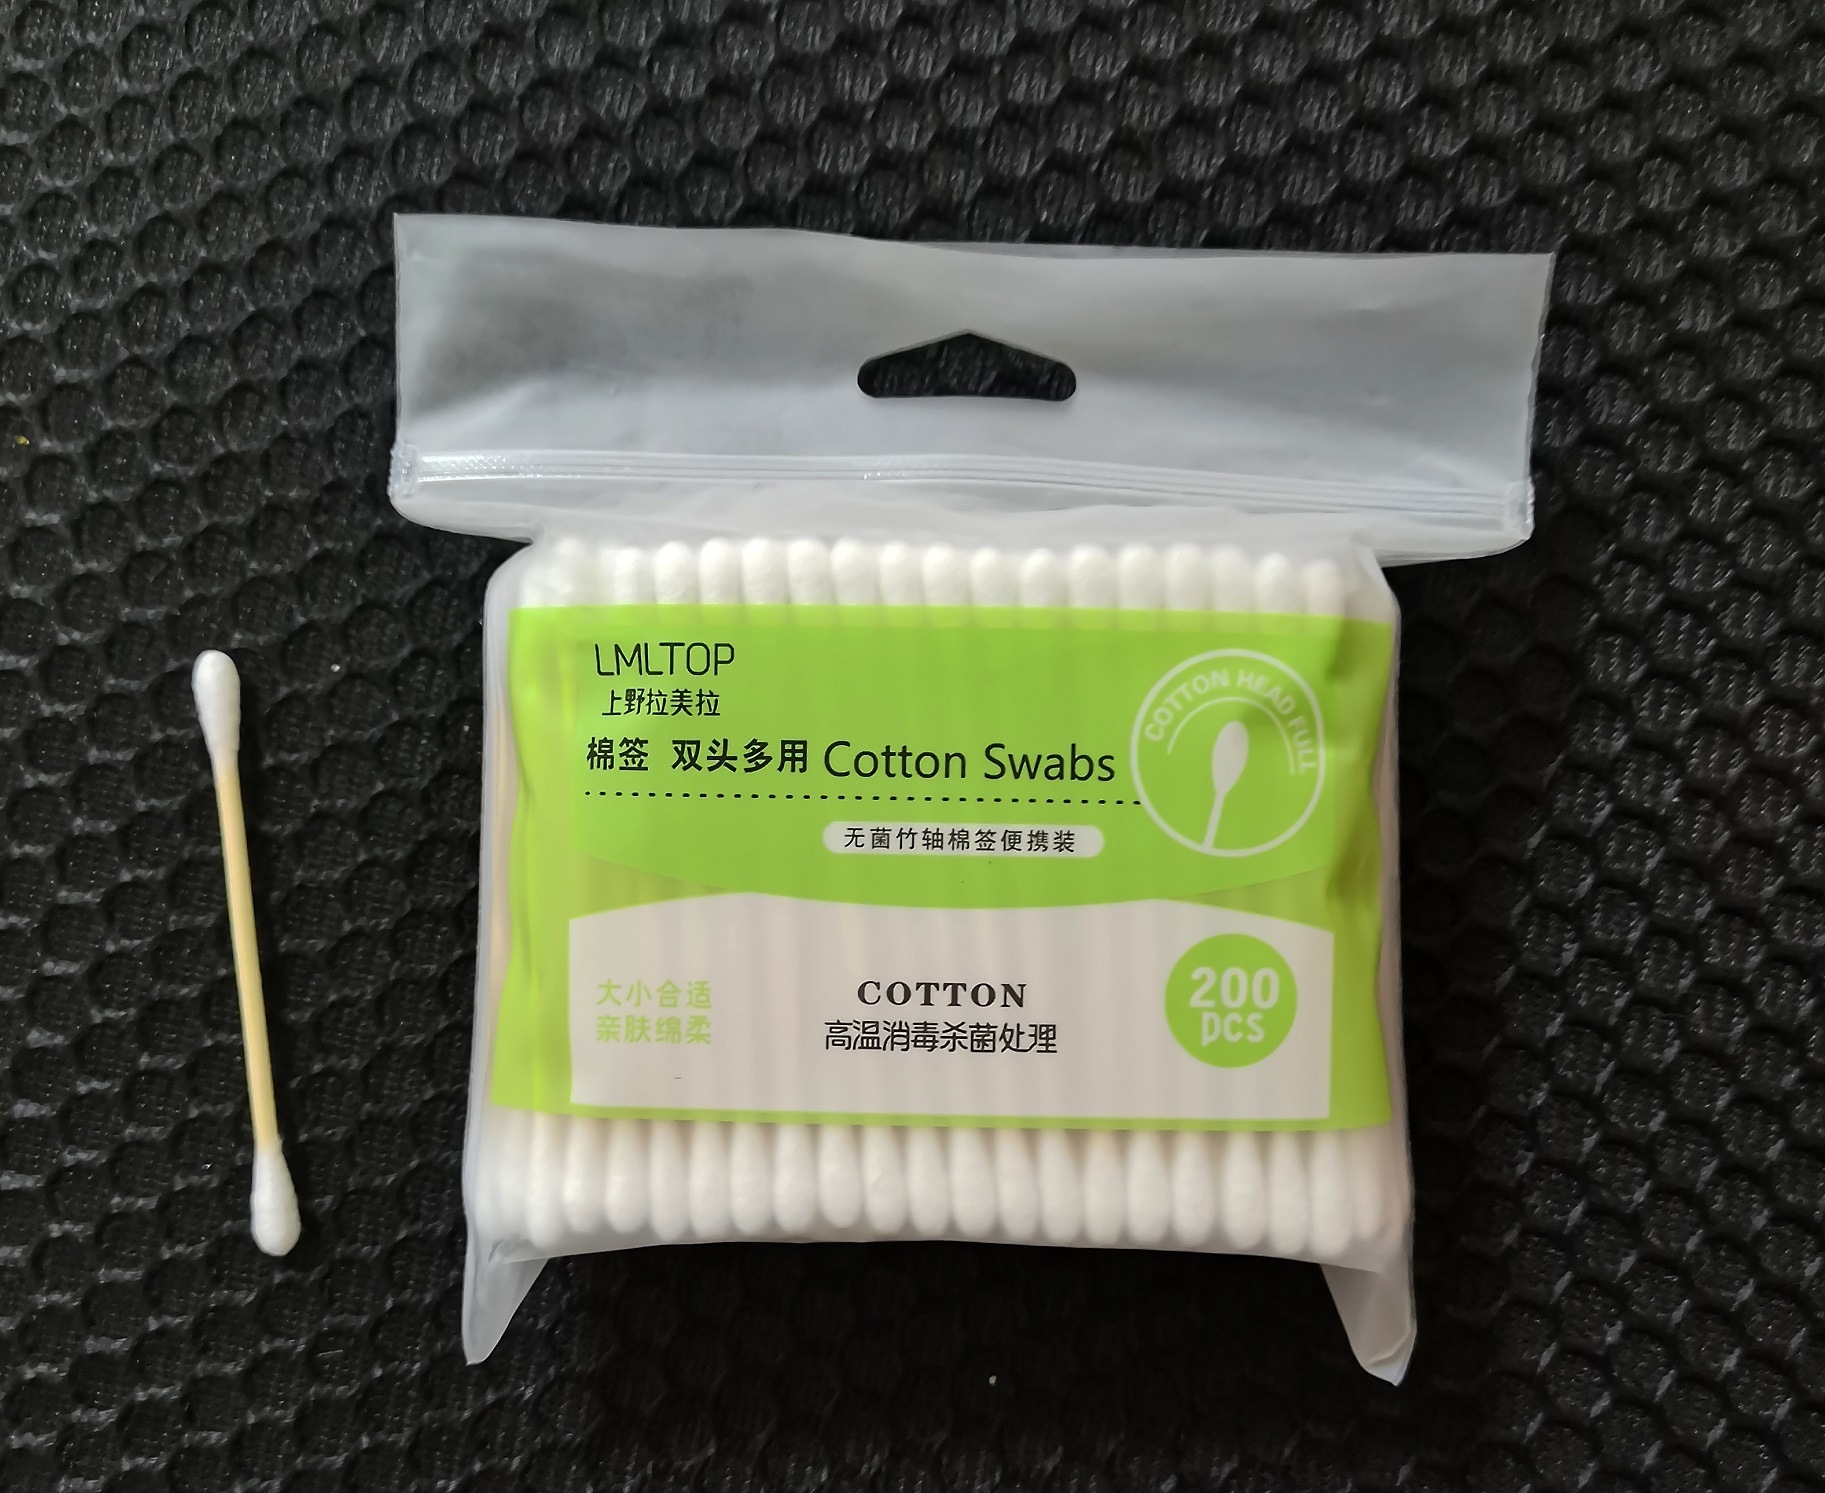 LMLTOP
上野拉美拉
棉签 双头多用 Cotton Swabs
COTTON HEAD FULL
无菌竹轴棉签便携装
大小合适
亲肤绵柔
COTTON
高温消毒杀菌处理
200
PCS